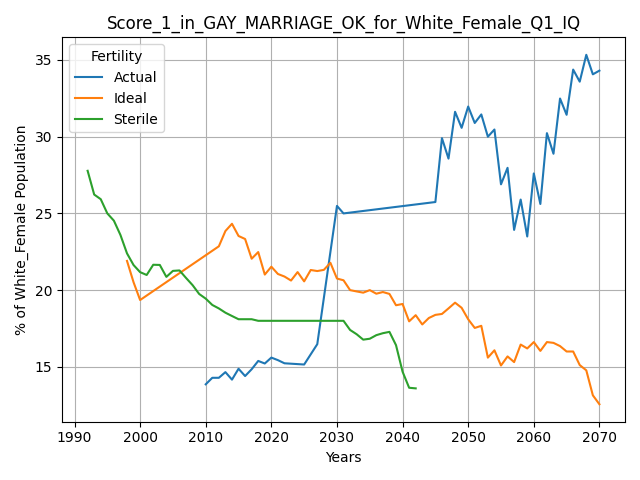 Score_1_in_GAY_MARRIAGE_OK_for_White_Female_Q1_IQ
Fertility
Actual
Ideal
Sterile
% of White_Female Population
35
30
25
20
15
1990 2000 2010 2020 2030 2040 2050 2060 2070
Years